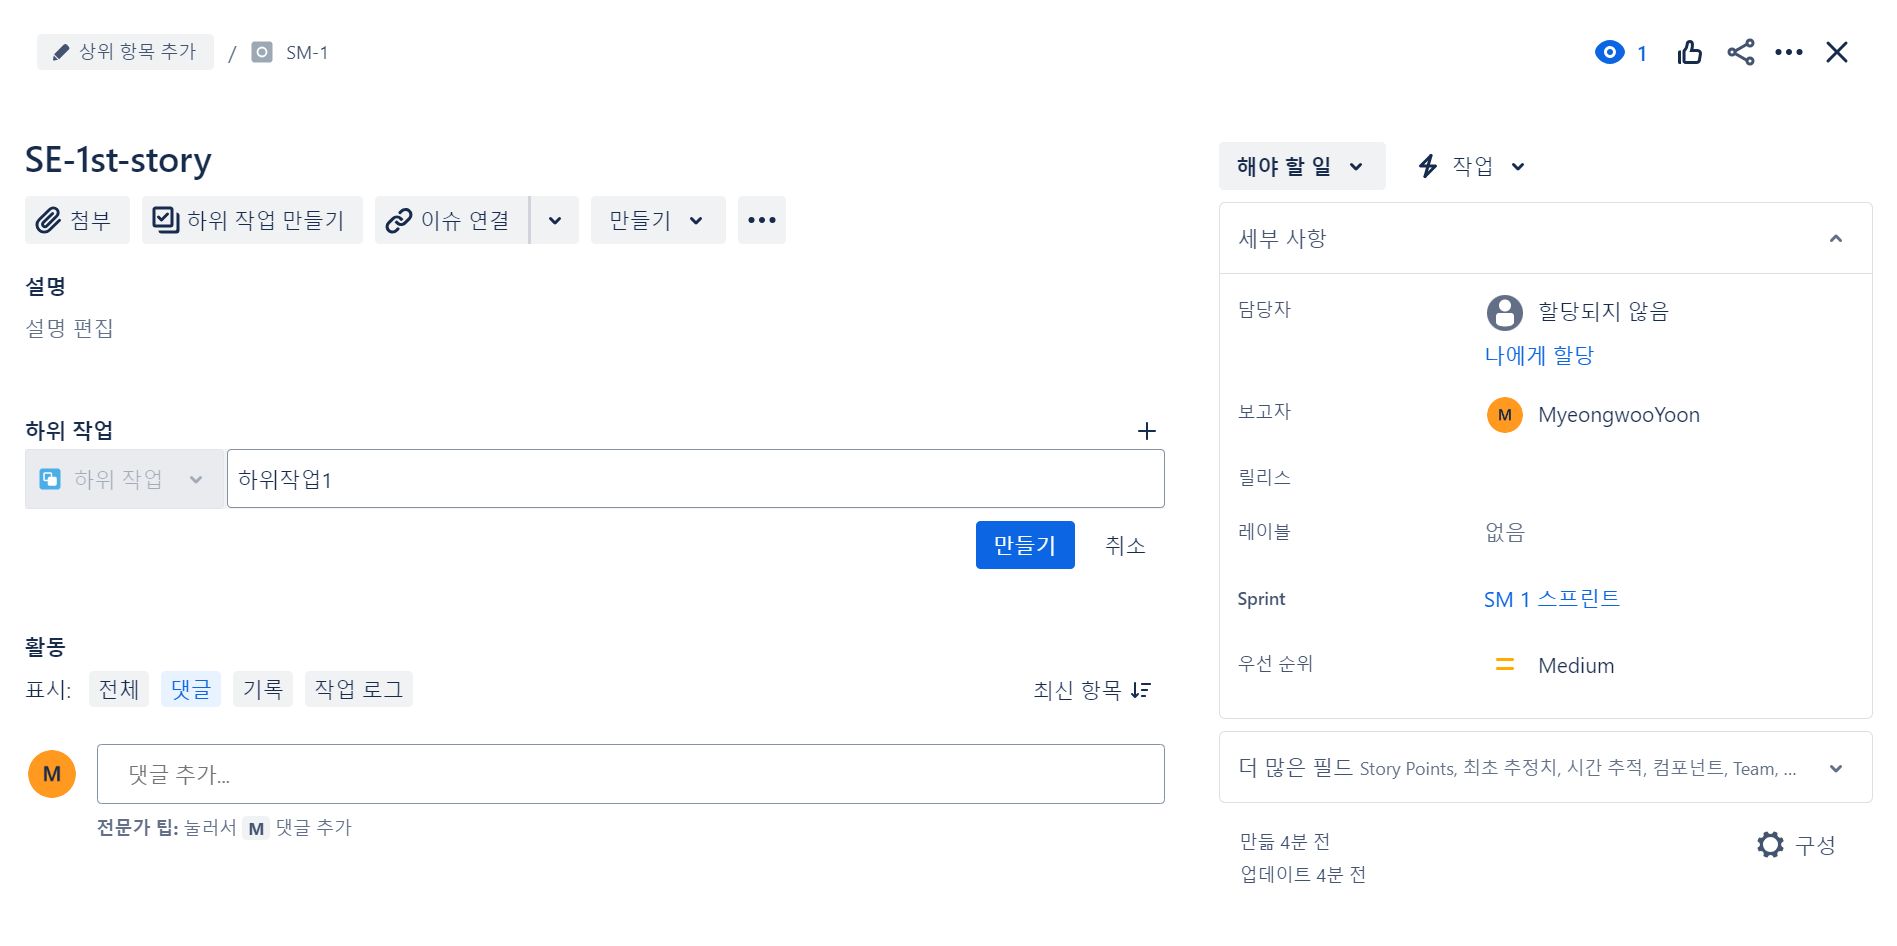 상위 항목 추가 / SM-1
1
SE-1st-story
첨부 하위 작업 만들기 이슈 연결 만들기
설명
설명 편집
하위 작업
하위 작업 하위작업1
만들기 취소
활동
표시: 전체 댓글 기록 작업 로그 최신 항목
M 댓글 추가...
전문가 팁: 눌러서 M 댓글 추가
해야 할 일 작업
세부 사항
담당자 할당되지 않음
나에게 할당
보고자 M MyeongwooYoon
릴리스
레이블 없음
Sprint SM 1 스프린트
우선 순위 Medium
더 많은 필드 Story Points, 최초 추정치, 시간 추적, 컴포넌트, Team, ...
만듦 4분 전 구성
업데이트 4분 전